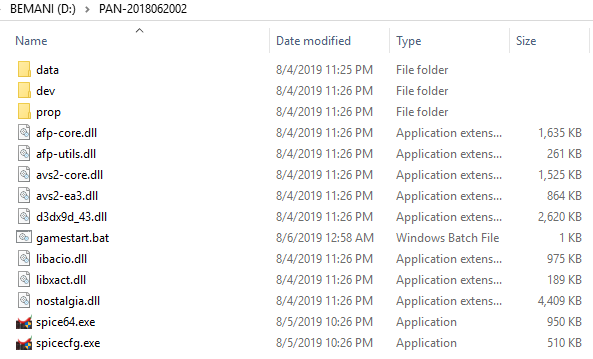 BEMANI (D:) > PAN-2018062002
Name Date modified Type Size
data 8/4/2019 11:25 PM File folder
dev 8/4/2019 11:26 PM File folder
prop 8/4/2019 11:26 PM File folder
afp-core.dll 8/4/2019 11:26 PM Application extens... 1,635 KB
afp-utils.dll 8/4/2019 11:26 PM Application extens... 261 KB
avs2-core.dll 8/4/2019 11:26 PM Application extens... 1,525 KB
avs2-ea3.dll 8/4/2019 11:26 PM Application extens... 864 KB
d3dx9d_43.dll 8/4/2019 11:26 PM Application extens... 2,620 KB
gamestart.bat 8/6/2019 12:58 AM Windows Batch File 1 KB
libacio.dll 8/4/2019 11:26 PM Application extens... 975 KB
libxact.dll 8/4/2019 11:26 PM Application extens... 189 KB
nostalgia.dll 8/4/2019 11:26 PM Application extens... 4,409 KB
spice64.exe 8/5/2019 10:26 PM Application 950 KB
spicecfg.exe 8/5/2019 10:26 PM Application 510 KB